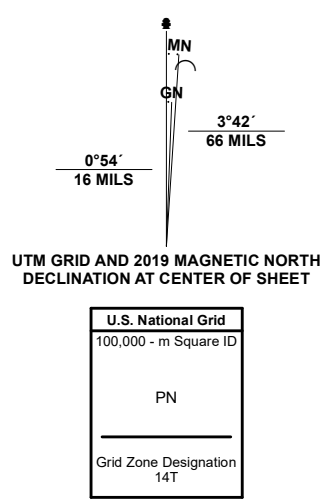 MN
GN
3°42´
66 MILS
0°54´
16 MILS
UTM GRID AND 2019 MAGNETIC NORTH
DECLINATION AT CENTER OF SHEET
U.S. National Grid
100,000 - m Square ID
PN
Grid Zone Designation
14T